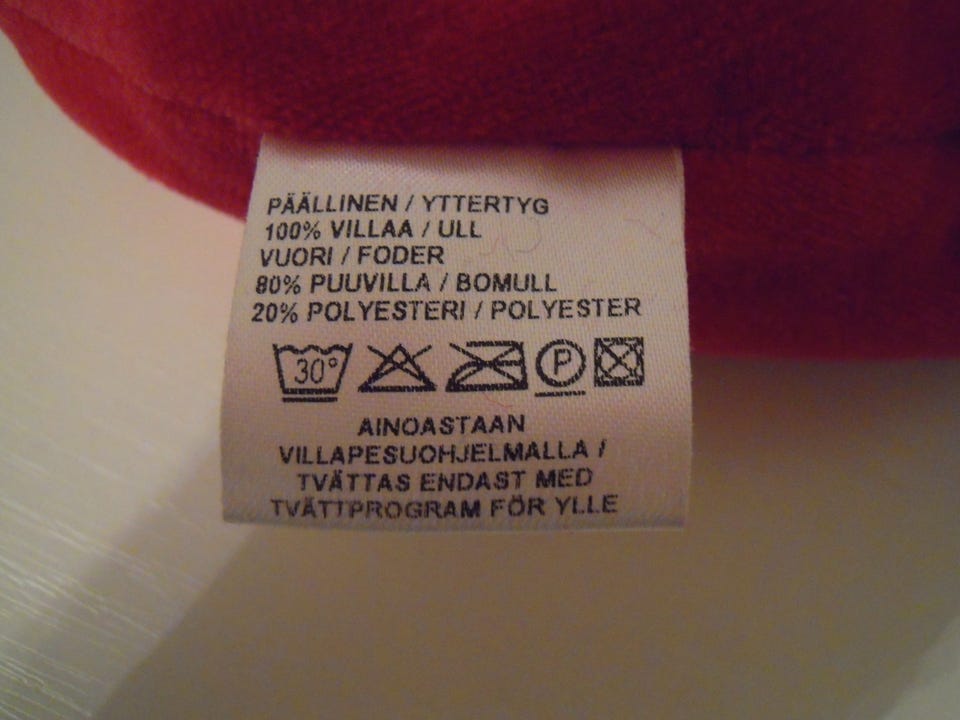 PÄÄLLINEN / YTTERTYG
100% VILLAA / ULL
VUORI / FODER
80% PUUVILLA / BOMULL
20% POLYESTERI / POLYESTER
30° P
AINOASTAAN
VILLAPESUOHJELMALLA /
TVÄTTAS ENDAST MED
TVÄTTPROGRAM FÖR YLLE